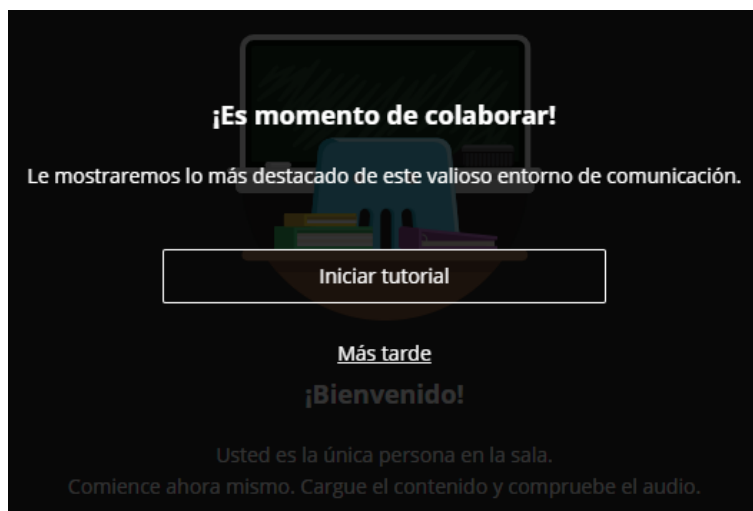 ¡Es momento de colaborar!
Le mostraremos lo más destacado de este valioso entorno de comunicación.
Iniciar tutorial
Más tarde
¡Bienvenido!
Usted es la única persona en la sala.
Comience ahora mismo. Cargue el contenido y compruebe el audio.